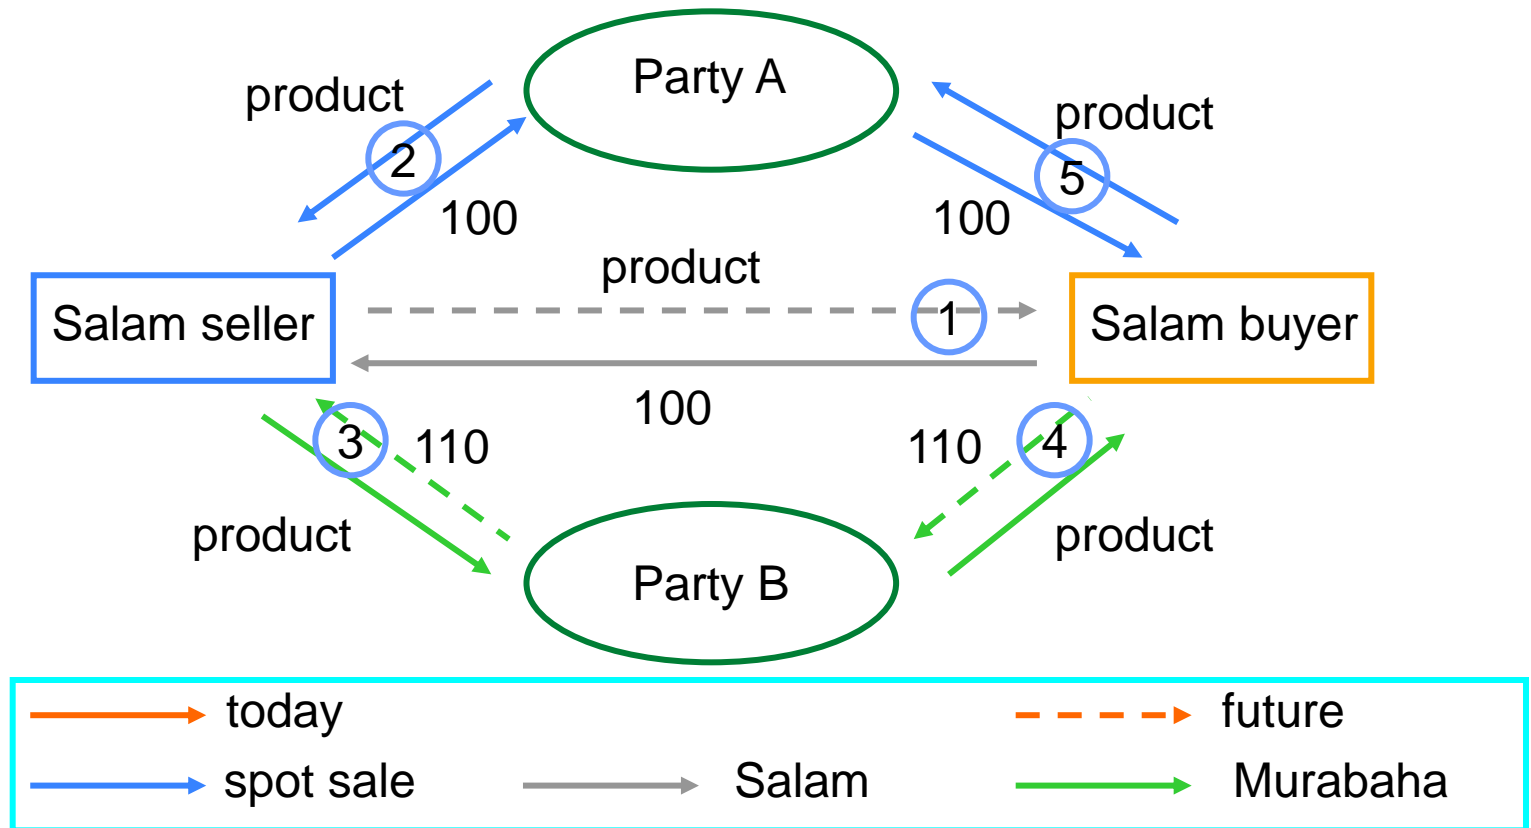 Party A
product
product
2
5
100
100
product
Salam seller
1
Salam buyer
100
3
110
110
4
product
product
Party B
today
future
spot sale
Salam
Murabaha